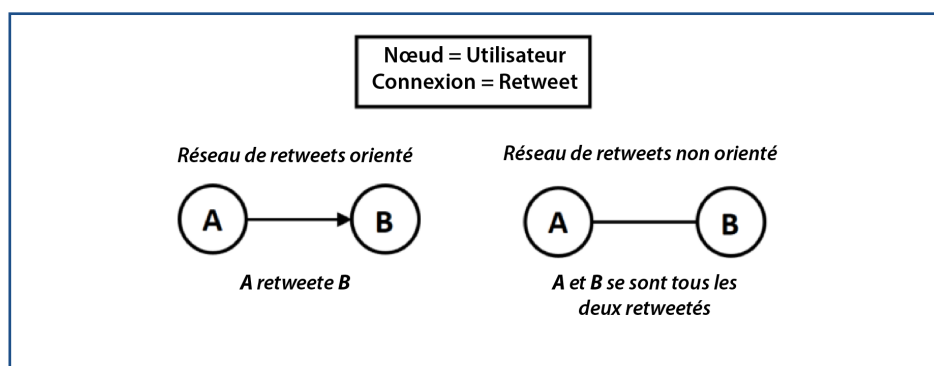 Nœud = Utilisateur
Connexion = Retweet
Réseau de retweets orienté
A
B
A retweete B
Réseau de retweets non orienté
A
B
A et B se sont tous les
deux retweetés